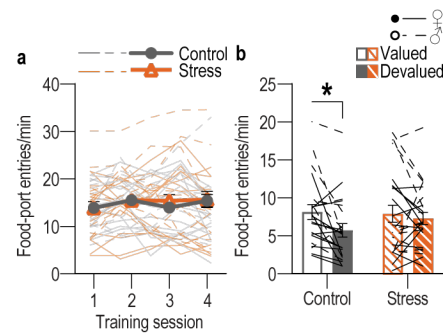 ♀
♂
a
Control
Stress
b
Valued
Devalued
Food-port entries/min
40
30
20
10
0
1 2 3 4
Training session
Food-port entries/min
25
20
15
10
5
0
*
Control Stress